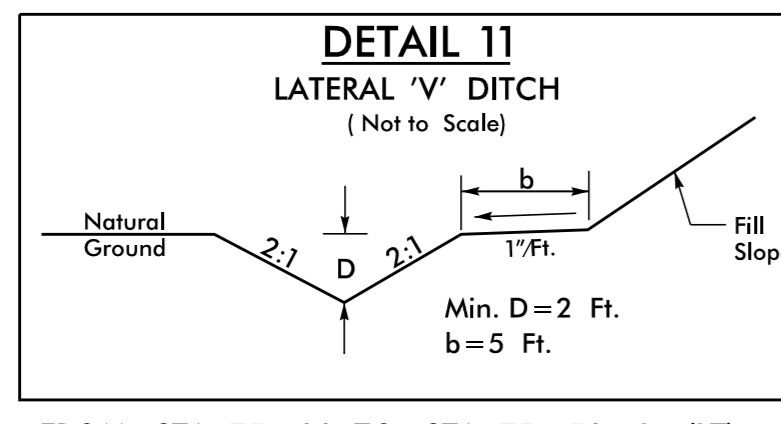 DETAIL 11
LATERAL 'V' DITCH
( Not to Scale)
b
Natural
Ground
2:1
D
2:1
1"/Ft.
Fill
Slop
Min. D=2 Ft.
b=5 Ft.